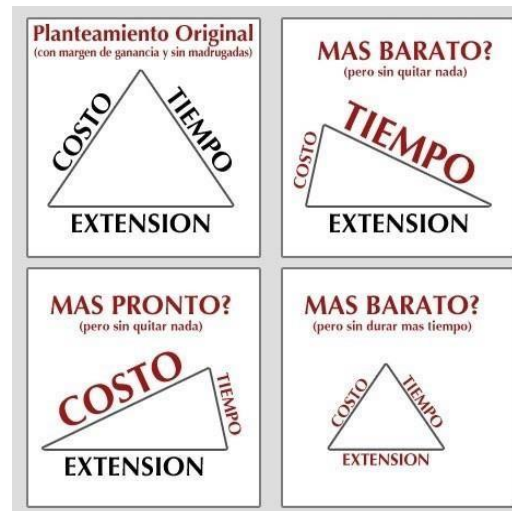 Planteamiento Original
(con margen de ganancia y sin madrugadas)
COSTO
TIEMPO
EXTENSION
MAS BARATO?
(pero sin quitar nada)
COSTO
TIEMPO
EXTENSION
MAS PRONTO?
(pero sin quitar nada)
COSTO
TIEMPO
EXTENSION
MAS BARATO?
(pero sin durar mas tiempo)
COSTO
TIEMPO
EXTENSION